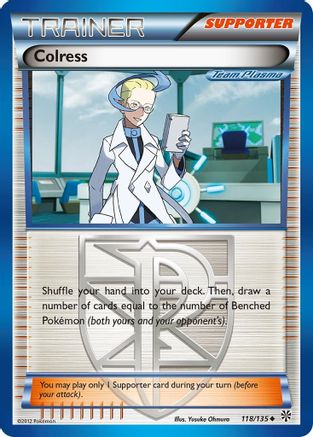 TRAINER
SUPPORTER
Colress
Team Plasma
Shuffle your hand into your deck. Then, draw a
number of cards equal to the number of Benched
Pokémon (both yours and your opponent's).
You may play only 1 Supporter card during your turn (before
your attack).
©2012 Pokémon
Illus. Yusuke Ohmura
118/135